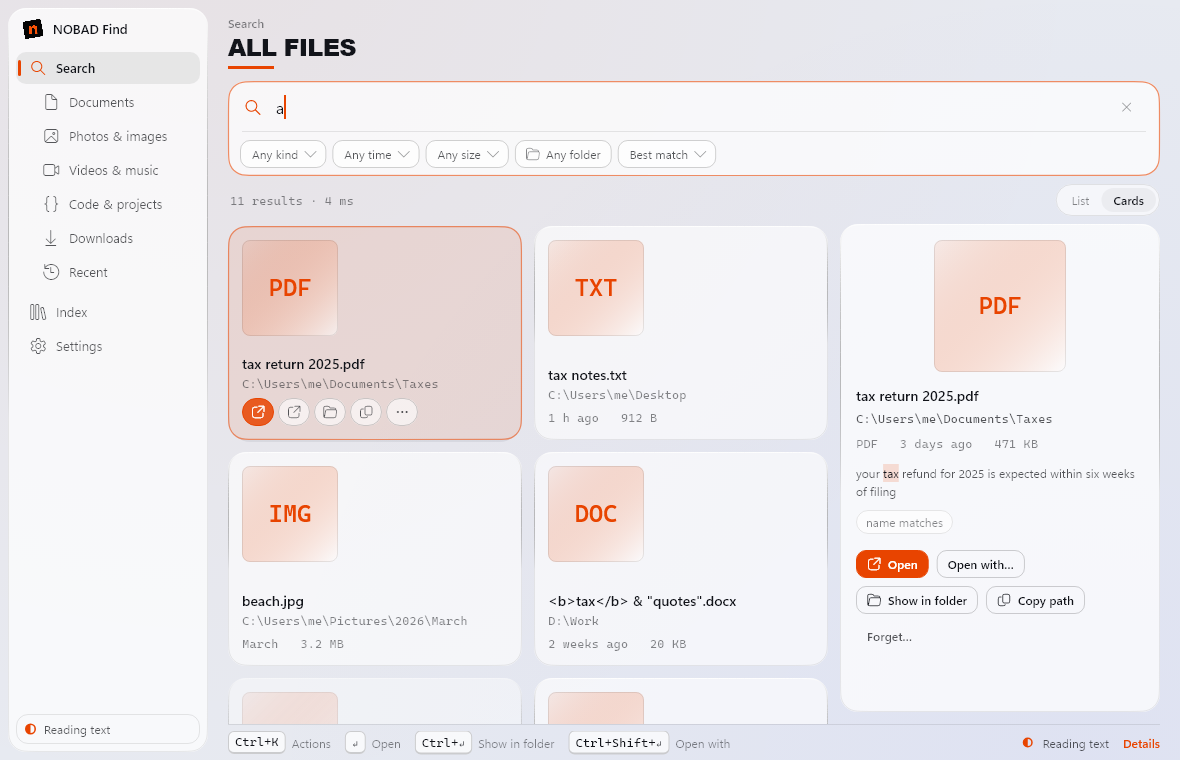 NOBAD Find
Search
Documents
Photos & images
Videos & music
Code & projects
Downloads
Recent
Index
Settings
Reading text
Search
ALL FILES
a
Any kind
Any time
Any size
Any folder
Best match
11 results · 4 ms
List
Cards
PDF
tax return 2025.pdf
C:\Users\me\Documents\Taxes
TXT
tax notes.txt
C:\Users\me\Desktop
1 h ago 912 B
IMG
beach.jpg
C:\Users\me\Pictures\2026\March
March 3.2 MB
DOC
<b>tax</b> & "quotes".docx
D:\Work
2 weeks ago 20 KB
PDF
tax return 2025.pdf
C:\Users\me\Documents\Taxes
PDF 3 days ago 471 KB
your tax refund for 2025 is expected within six weeks
of filing
name matches
Open
Open with...
Show in folder
Copy path
Forget...
Ctrl+K Actions
↵ Open
Ctrl+↵ Show in folder
Ctrl+Shift+↵ Open with
Reading text
Details